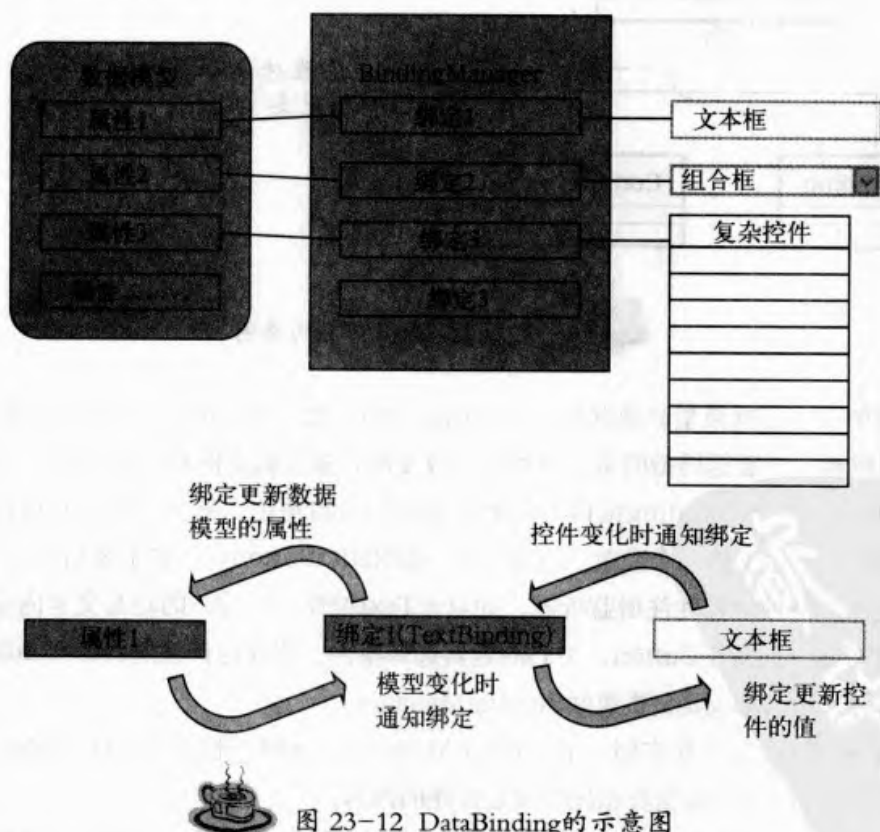 数据模型
BindingManager
属性1
绑定1
文本框
属性2
绑定2
组合框
属性3
绑定3
复杂控件
绑定3
绑定更新数据
模型的属性
控件变化时通知绑定
属性1
绑定1(TextBinding)
文本框
模型变化时
通知绑定
绑定更新控
件的值
图 23-12 DataBinding的示意图